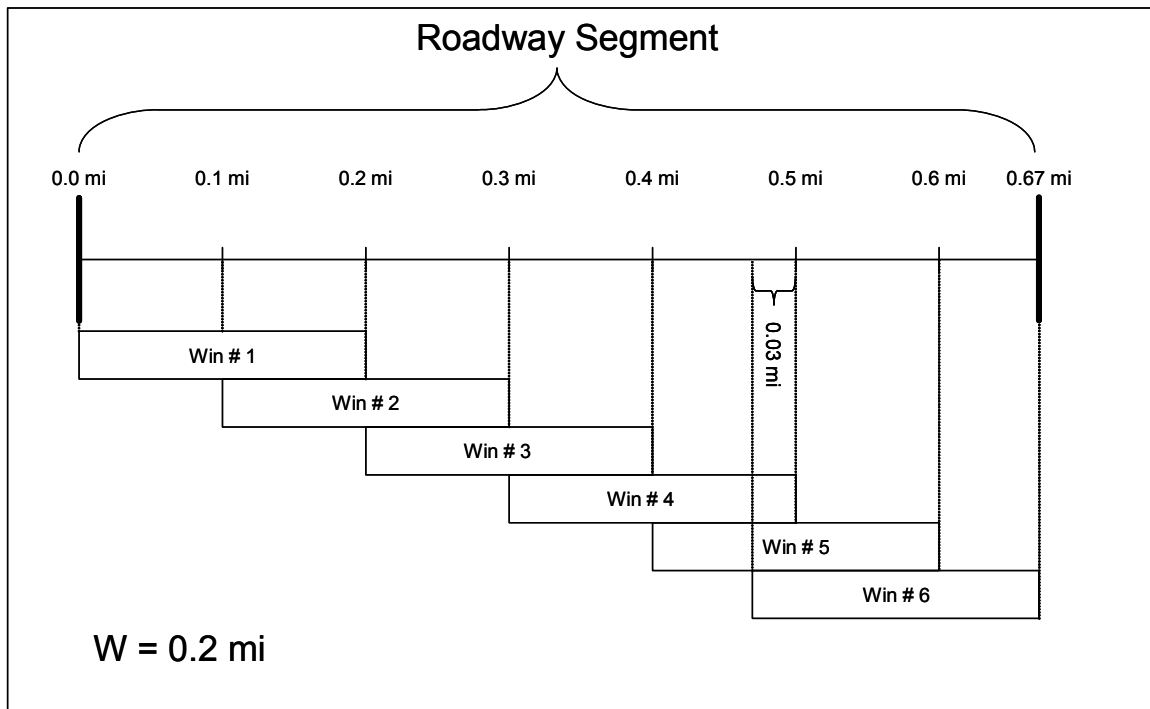 Roadway Segment
0.0 mi 0.1 mi 0.2 mi 0.3 mi 0.4 mi 0.5 mi 0.6 mi 0.67 mi
0.03 mi
Win # 1
Win # 2
Win # 3
Win # 4
Win # 5
Win # 6
W = 0.2 mi